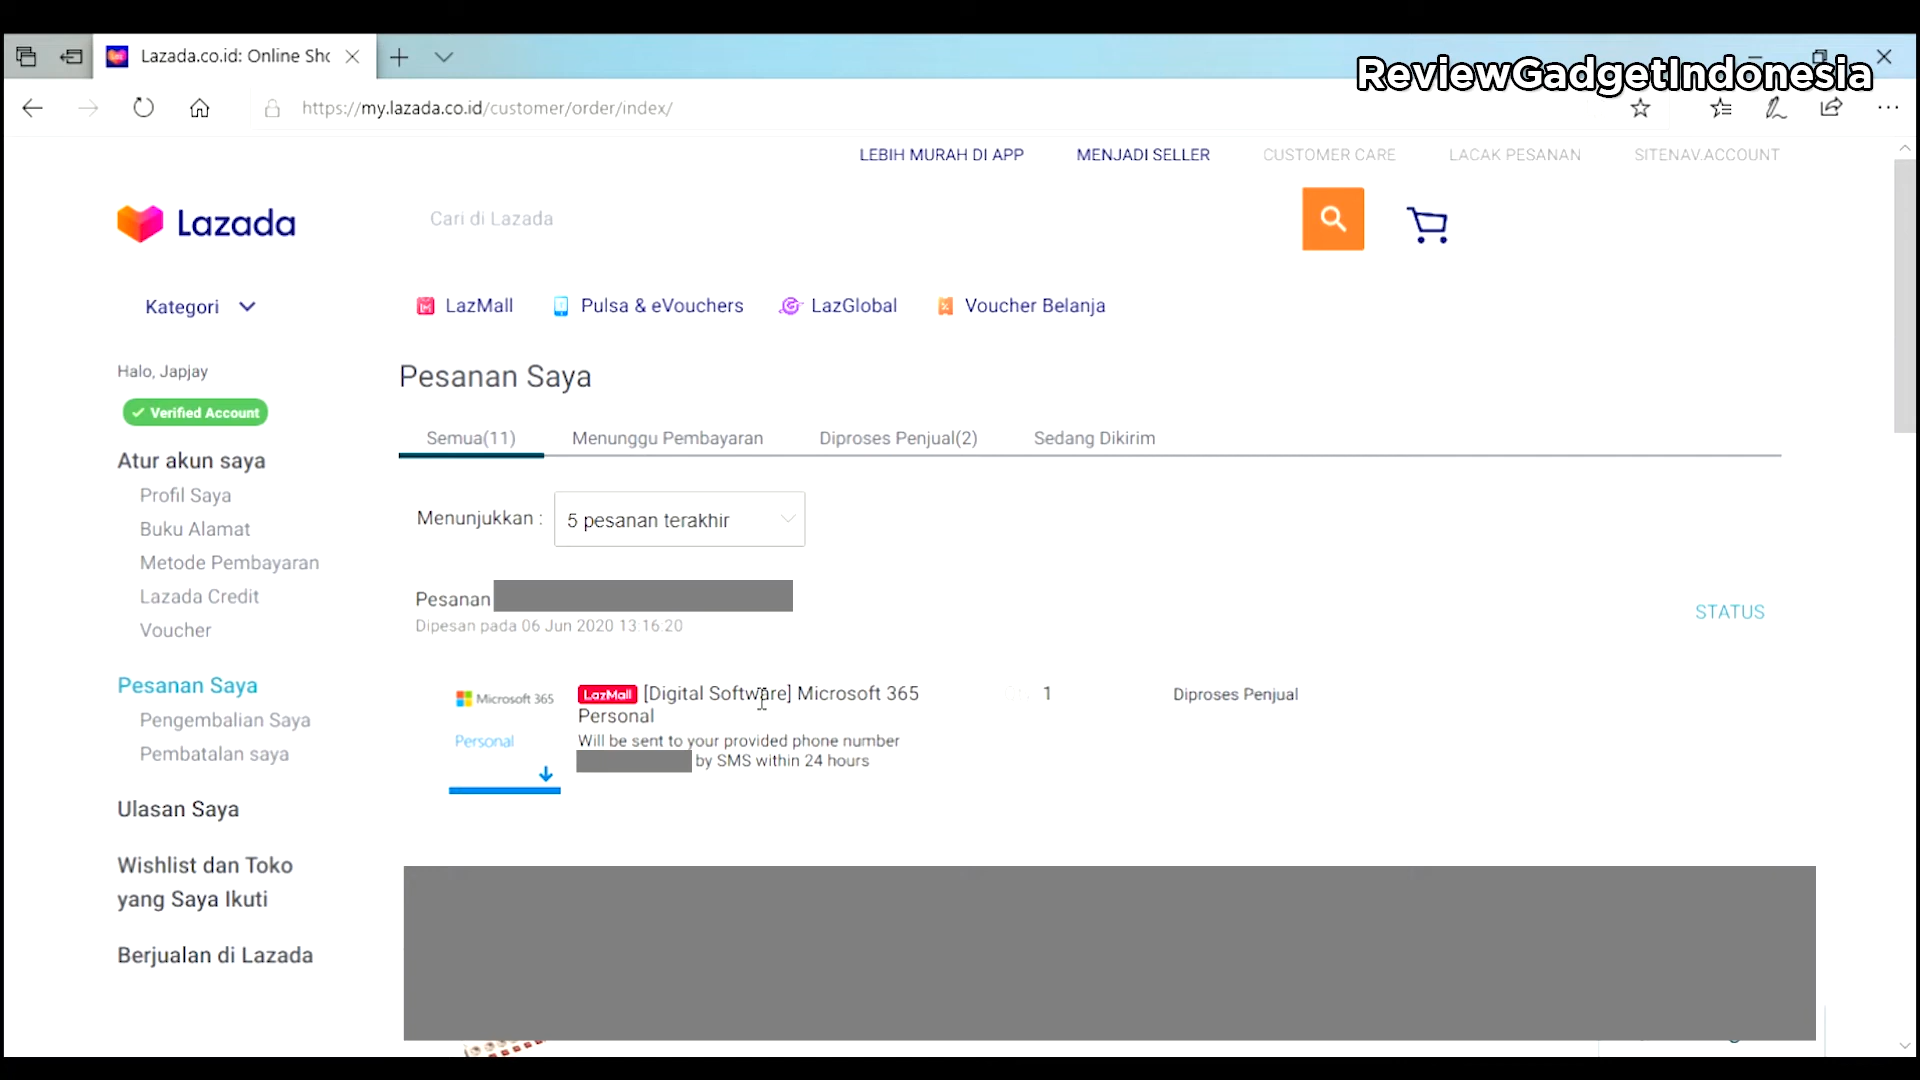 Lazada.co.id: Online Sho
ReviewGadgetIndonesia
https://my.lazada.co.id/customer/order/index/
LEBIH MURAH DI APP
MENJADI SELLER
CUSTOMER CARE
LACAK PESANAN
SITENAV.ACCOUNT
Lazada
Cari di Lazada
Kategori
LazMall
Pulsa & eVouchers
LazGlobal
Voucher Belanja
Halo, Japjay
Verified Account
Atur akun saya
Profil Saya
Buku Alamat
Metode Pembayaran
Lazada Credit
Voucher
Pesanan Saya
Pengembalian Saya
Pembatalan saya
Ulasan Saya
Wishlist dan Toko
yang Saya Ikuti
Berjualan di Lazada
Pesanan Saya
Semua(11)
Menunggu Pembayaran
Diproses Penjual(2)
Sedang Dikirim
Menunjukkan :
5 pesanan terakhir
Pesanan
Dipesan pada 06 Jun 2020 13:16:20
STATUS
Microsoft 365
Personal
LazMall [Digital Software] Microsoft 365
Personal
Will be sent to your provided phone number
by SMS within 24 hours
1
Diproses Penjual